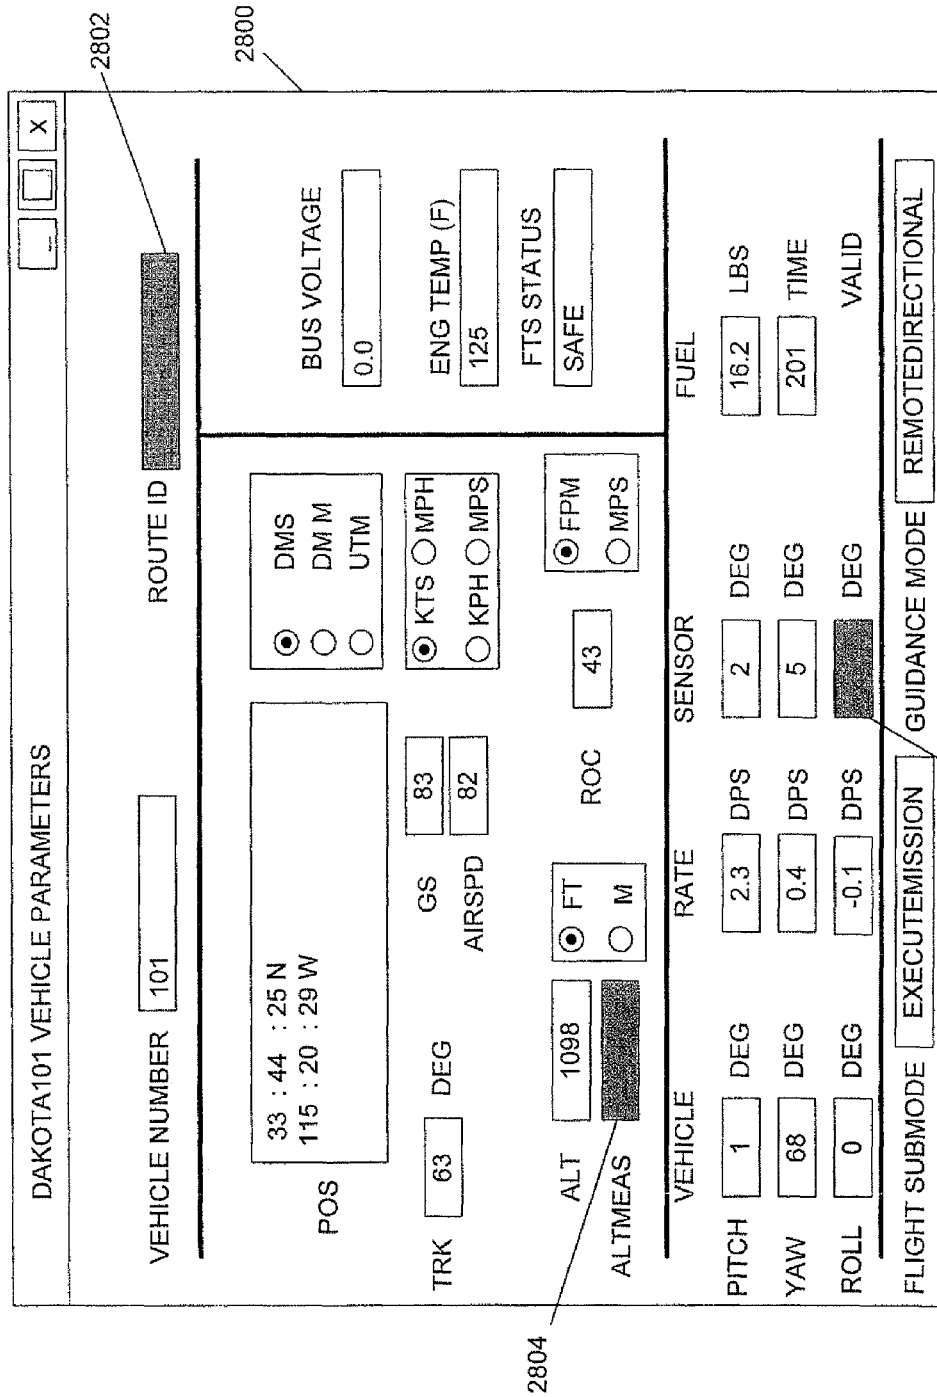 DAKOTA101 VEHICLE PARAMETERS _ X
2802
2800
VEHICLE NUMBER 101 ROUTE ID
POS 33 : 44 : 25 N
115 : 20 : 29 W
DMS
DM M
UTM
BUS VOLTAGE
0.0
TRK 63 DEG
GS 83
AIRSPD 82
KTS MPH
KPH MPS
ENG TEMP (F)
125
ALT 1098
ALTMEAS
FT
M
ROC 43
FPM
MPS
FTS STATUS
SAFE
2804
VEHICLE RATE SENSOR FUEL
PITCH 1 DEG 2.3 DPS 2 DEG 16.2 LBS
YAW 68 DEG 0.4 DPS 5 DEG 201 TIME
ROLL 0 DEG -0.1 DPS DEG VALID
FLIGHT SUBMODE EXECUTEMISSION GUIDANCE MODE REMOTEDIRECTIONAL